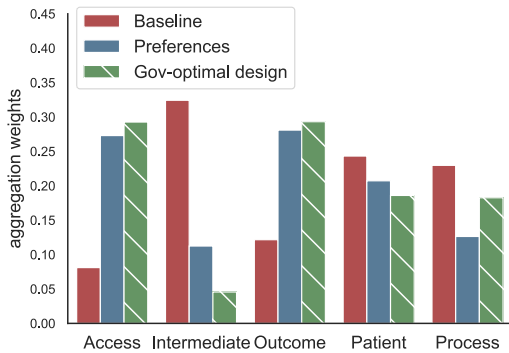 0.45
0.40
0.35
0.30
0.25
0.20
0.15
0.10
0.05
0.00
aggregation weights
Baseline
Preferences
Gov-optimal design
Access Intermediate Outcome Patient Process